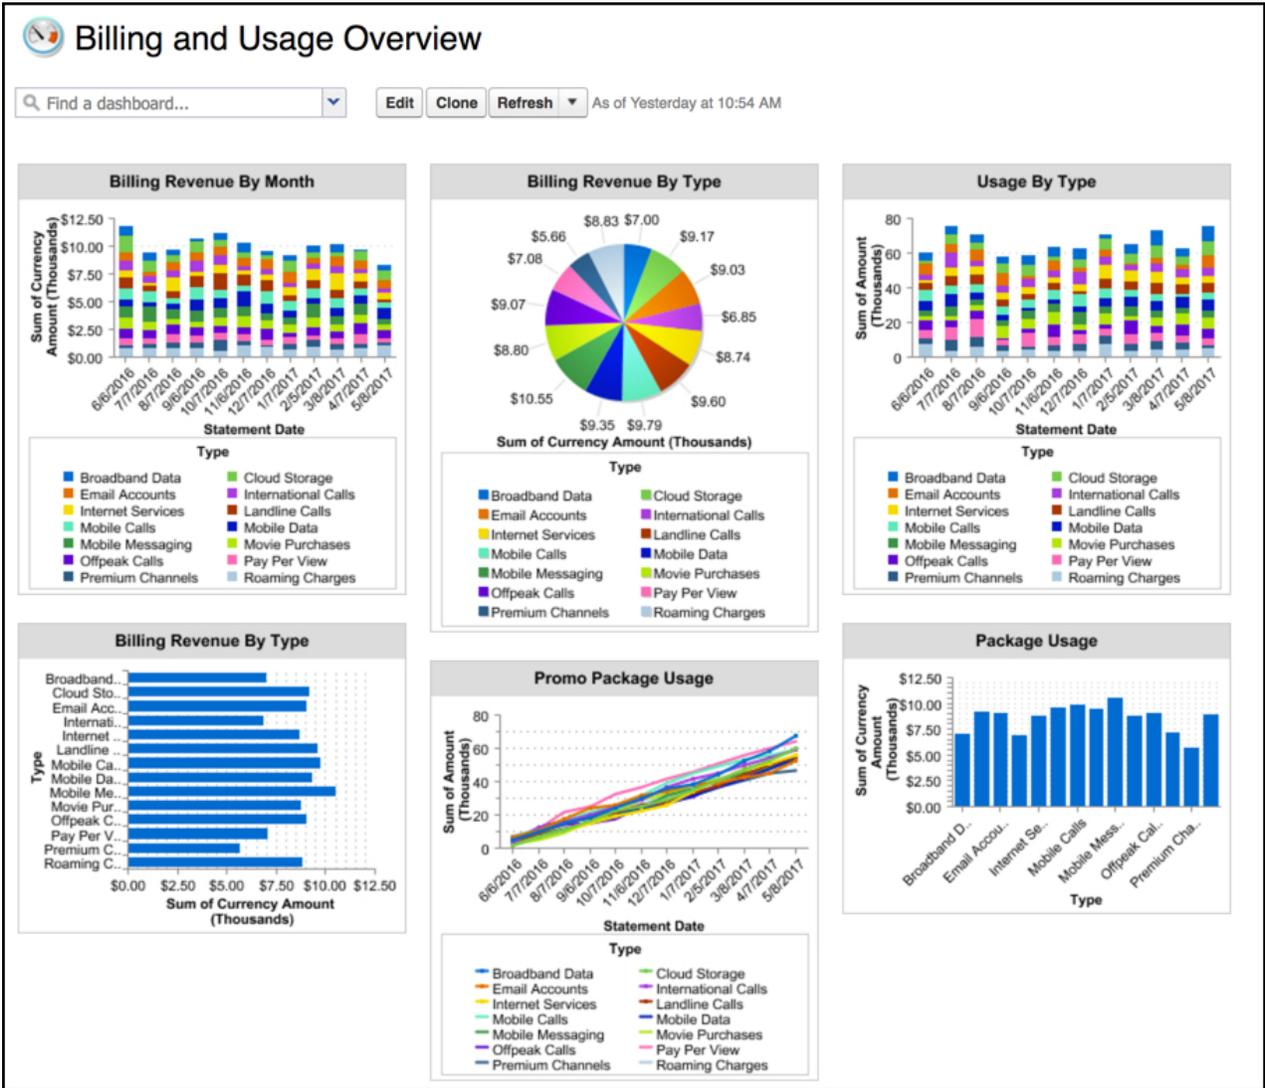 Billing and Usage Overview
Find a dashboard...
Edit Clone Refresh As of Yesterday at 10:54 AM
Billing Revenue By Month
Sum of Currency
Amount (Thousands)
$12.50
$10.00
$7.50
$5.00
$2.50
$0.00
6/6/2016 7/7/2016 8/7/2016 9/6/2016 10/7/2016 11/6/2016 12/7/2016 1/7/2017 2/5/2017 3/8/2017 4/7/2017 5/8/2017
Statement Date
Type
Broadband Data Cloud Storage
Email Accounts International Calls
Internet Services Landline Calls
Mobile Calls Mobile Data
Mobile Messaging Movie Purchases
Offpeak Calls Pay Per View
Premium Channels Roaming Charges
Billing Revenue By Type
$8.83 $7.00
$5.66 $9.17
$7.08 $9.03
$9.07 $6.85
$8.80 $8.74
$10.55 $9.60
$9.35 $9.79
Sum of Currency Amount (Thousands)
Type
Broadband Data Cloud Storage
Email Accounts International Calls
Internet Services Landline Calls
Mobile Calls Mobile Data
Mobile Messaging Movie Purchases
Offpeak Calls Pay Per View
Premium Channels Roaming Charges
Usage By Type
Sum of Amount
(Thousands)
80
60
40
20
0
6/6/2016 7/7/2016 8/7/2016 9/6/2016 10/7/2016 11/6/2016 12/7/2016 1/7/2017 2/5/2017 3/8/2017 4/7/2017 5/8/2017
Statement Date
Type
Broadband Data Cloud Storage
Email Accounts International Calls
Internet Services Landline Calls
Mobile Calls Mobile Data
Mobile Messaging Movie Purchases
Offpeak Calls Pay Per View
Premium Channels Roaming Charges
Billing Revenue By Type
Type
Broadband..
Cloud Sto..
Email Acc..
Internati..
Internet ..
Landline ..
Mobile Ca..
Mobile Da..
Mobile Me..
Movie Pur..
Offpeak C..
Pay Per V..
Premium C..
Roaming C..
$0.00 $2.50 $5.00 $7.50 $10.00 $12.50
Sum of Currency Amount
(Thousands)
Promo Package Usage
Sum of Amount
(Thousands)
80
60
40
20
0
6/6/2016 7/7/2016 8/7/2016 9/6/2016 10/7/2016 11/6/2016 12/7/2016 1/7/2017 2/5/2017 3/8/2017 4/7/2017 5/8/2017
Statement Date
Type
Broadband Data Cloud Storage
Email Accounts International Calls
Internet Services Landline Calls
Mobile Calls Mobile Data
Mobile Messaging Movie Purchases
Offpeak Calls Pay Per View
Premium Channels Roaming Charges
Package Usage
Sum of Currency
Amount
(Thousands)
$12.50
$10.00
$7.50
$5.00
$2.50
$0.00
Broadband D.. Email Accou.. Internet Se.. Mobile Calls Mobile Mess.. Offpeak Cal.. Premium Cha..
Type